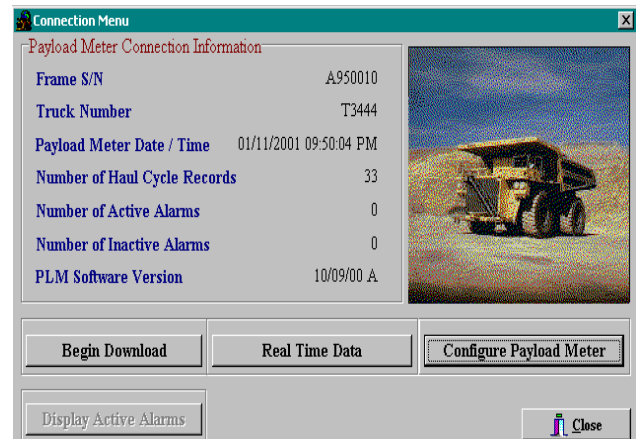 Connection Menu
Payload Meter Connection Information
Frame S/N A950010
Truck Number T3444
Payload Meter Date / Time 01/11/2001 09:50:04 PM
Number of Haul Cycle Records 33
Number of Active Alarms 0
Number of Inactive Alarms 0
PLM Software Version 10/09/00 A
Begin Download Real Time Data Configure Payload Meter
Display Active Alarms Close